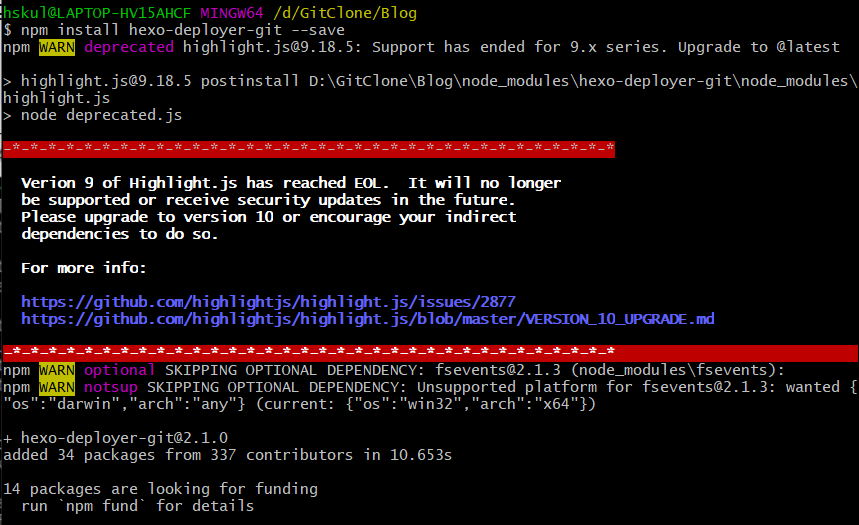 hskul@LAPTOP-HV15AHCF MINGW64 /d/GitClone/Blog
$ npm install hexo-deployer-git --save
npm WARN deprecated highlight.js@9.18.5: Support has ended for 9.x series. Upgrade to @latest
> highlight.js@9.18.5 postinstall D:\GitClone\Blog\node_modules\hexo-deployer-git\node_modules\
highlight.js
> node deprecated.js
-*-*-*-*-*-*-*-*-*-*-*-*-*-*-*-*-*-*-*-*-*-*-*-*-*-*-*-*-*-*-*-*-*-*
Verion 9 of Highlight.js has reached EOL.  It will no longer
be supported or receive security updates in the future.
Please upgrade to version 10 or encourage your indirect
dependencies to do so.
For more info:
https://github.com/highlightjs/highlight.js/issues/2877
https://github.com/highlightjs/highlight.js/blob/master/VERSION_10_UPGRADE.md
-*-*-*-*-*-*-*-*-*-*-*-*-*-*-*-*-*-*-*-*-*-*-*-*-*-*-*-*-*-*-*-*-*-*
npm WARN optional SKIPPING OPTIONAL DEPENDENCY: fsevents@2.1.3 (node_modules\fsevents):
npm WARN notsup SKIPPING OPTIONAL DEPENDENCY: Unsupported platform for fsevents@2.1.3: wanted {
"os":"darwin","arch":"any"} (current: {"os":"win32","arch":"x64"})
+ hexo-deployer-git@2.1.0
added 34 packages from 337 contributors in 10.653s
14 packages are looking for funding
run `npm fund` for details